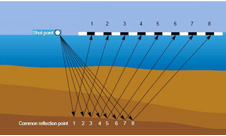 1 2 3 4 5 6 7 8
Shot point
Common reflection point 1 2 3 4 5 6 7 8